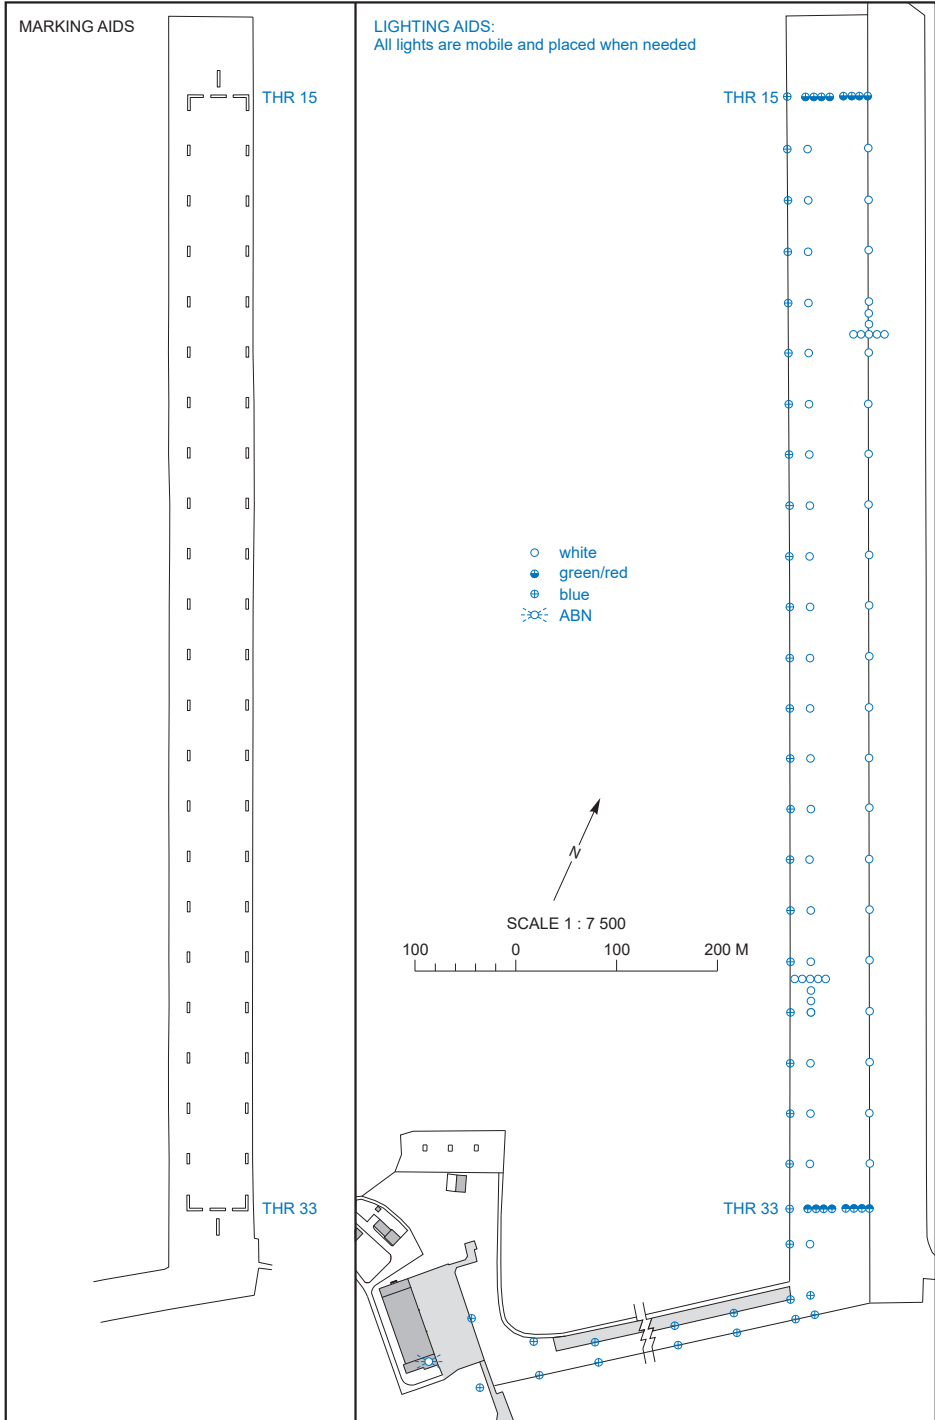 MARKING AIDS
THR 15
THR 33
LIGHTING AIDS:
All lights are mobile and placed when needed
THR 15
white
green/red
blue
ABN
N
SCALE 1 : 7 500
100 0 100 200 M
THR 33